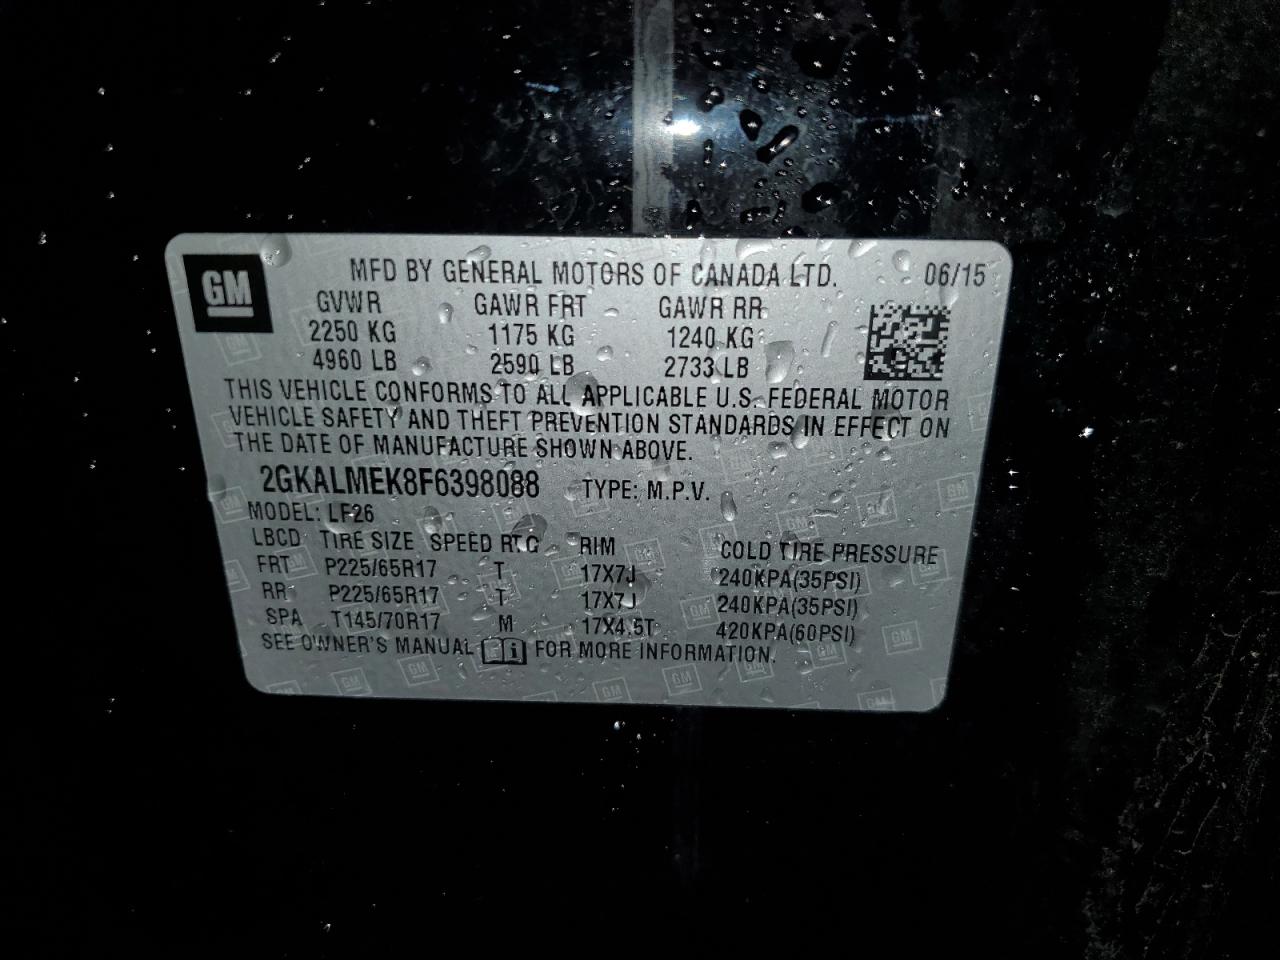 GM MFD BY GENERAL MOTORS OF CANADA LTD. 06/15
GVWR GAWR FRT GAWR RR
2250 KG 1175 KG 1240 KG
4960 LB 2590 LB 2733 LB
THIS VEHICLE CONFORMS TO ALL APPLICABLE U.S. FEDERAL MOTOR
VEHICLE SAFETY AND THEFT PREVENTION STANDARDS IN EFFECT ON
THE DATE OF MANUFACTURE SHOWN ABOVE.
2GKALMEK8F6398088 TYPE: M.P.V.
MODEL: LF26
LBCD TIRE SIZE SPEED RTG RIM COLD TIRE PRESSURE
FRT P225/65R17 T 17X7J 240KPA(35PSI)
RR P225/65R17 T 17X7J 240KPA(35PSI)
SPA T145/70R17 M 17X4.5T 420KPA(60PSI)
SEE OWNER'S MANUAL i FOR MORE INFORMATION.